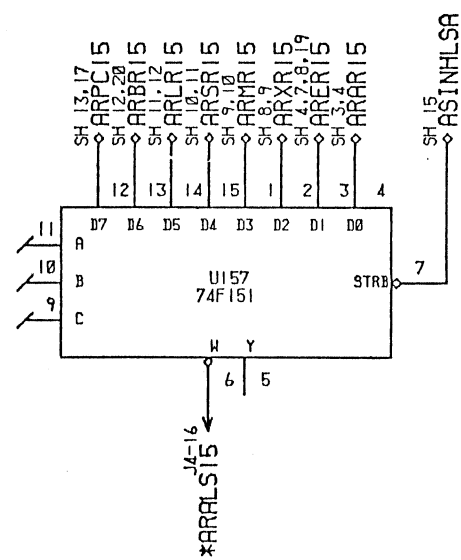 SH 13,17
ARPC15
SH 12,20
ARBR15
SH 11,12
ARLR15
SH 10,11
ARSR15
SH 9,10
ARMR15
SH 8,9
ARXR15
SH 4,7,8,19
ARER15
SH 3,4
ARAR15
SH 15
ASINHLSA
12 13 14 15 1 2 3 4
D7 D6 D5 D4 D3 D2 D1 D0
11 A
10 B
9 C
U157
74F151
STRB 7
W Y
6 5
J4-16
*ARALS15